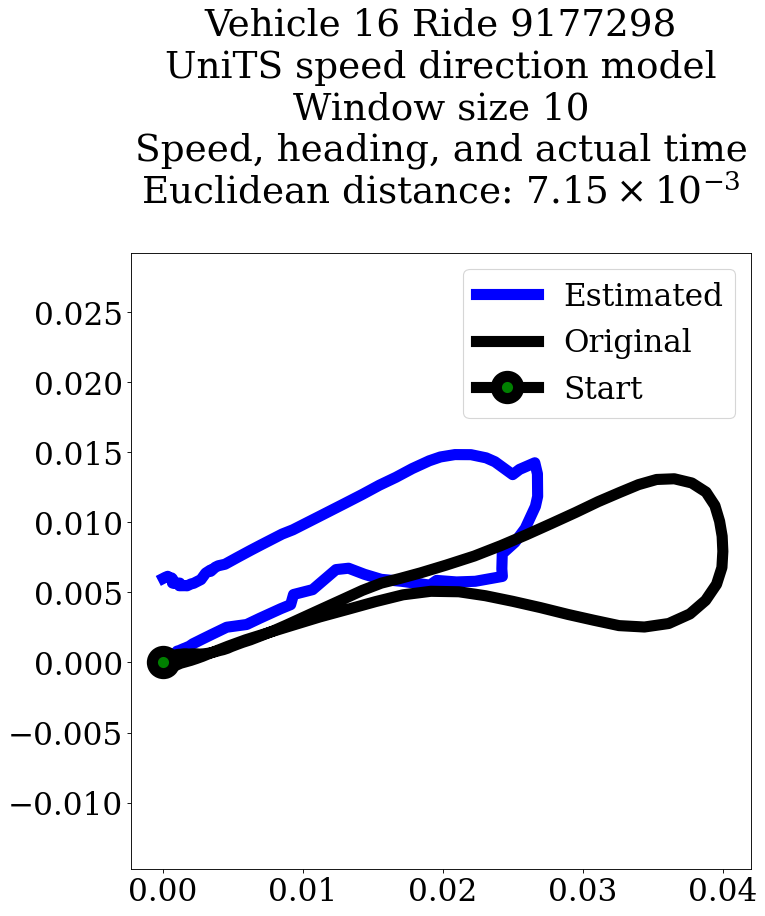 Vehicle 16 Ride 9177298
UniTS speed direction model
Window size 10
Speed, heading, and actual time
Euclidean distance: 7.15 × 10⁻³
Estimated
Original
Start
0.025
0.020
0.015
0.010
0.005
0.000
−0.005
−0.010
0.00 0.01 0.02 0.03 0.04